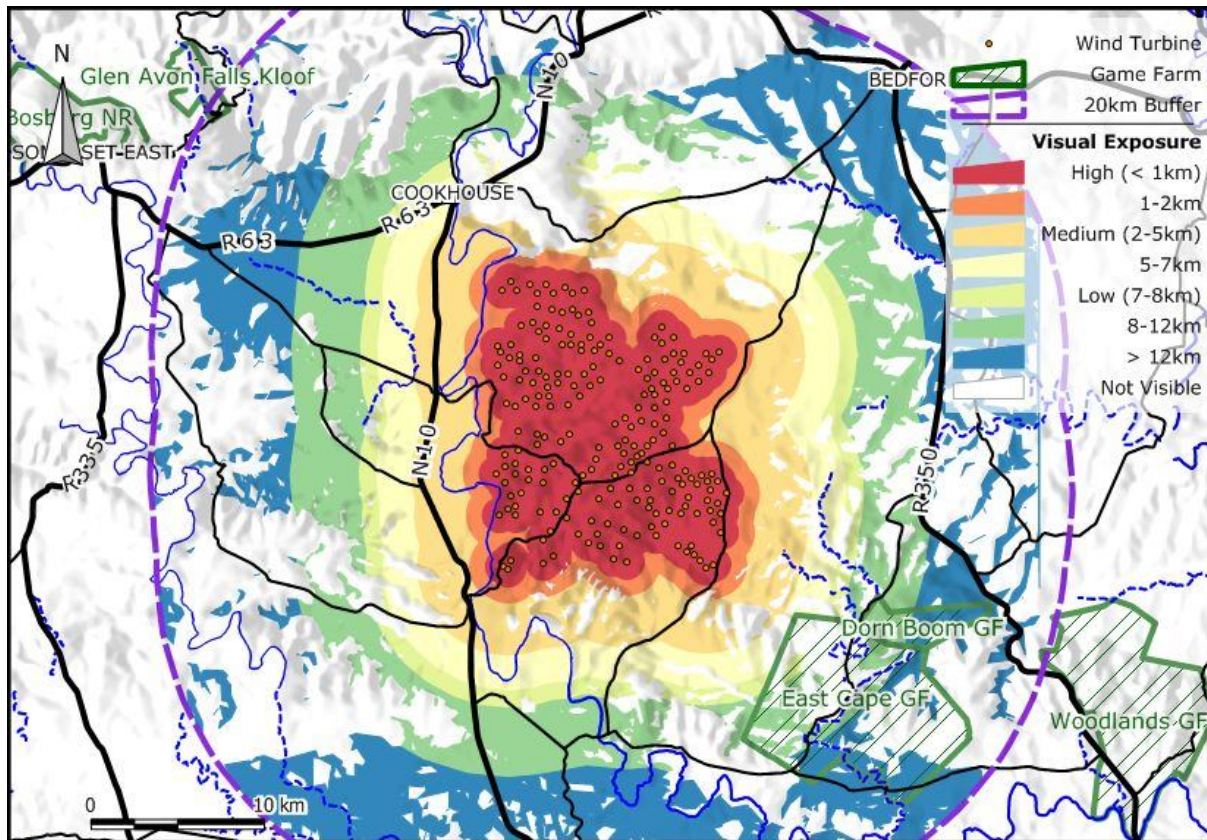 N
Glen Avon Falls Kloof
Bosberg NR
SOM SET-EAST
COOKHOUSE
BEDFOR
N10
R63
R63
N10
R335
R350
Dorn Boom GF
East Cape GF
Woodlands GF
0
10 km
Wind Turbine
Game Farm
20km Buffer
Visual Exposure
High (< 1km)
1-2km
Medium (2-5km)
5-7km
Low (7-8km)
8-12km
> 12km
Not Visible